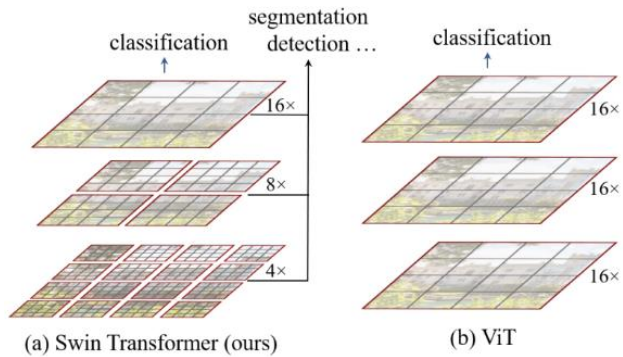 segmentation
classification detection ...
classification
16×
8×
4×
16×
16×
16×
(a) Swin Transformer (ours)
(b) ViT